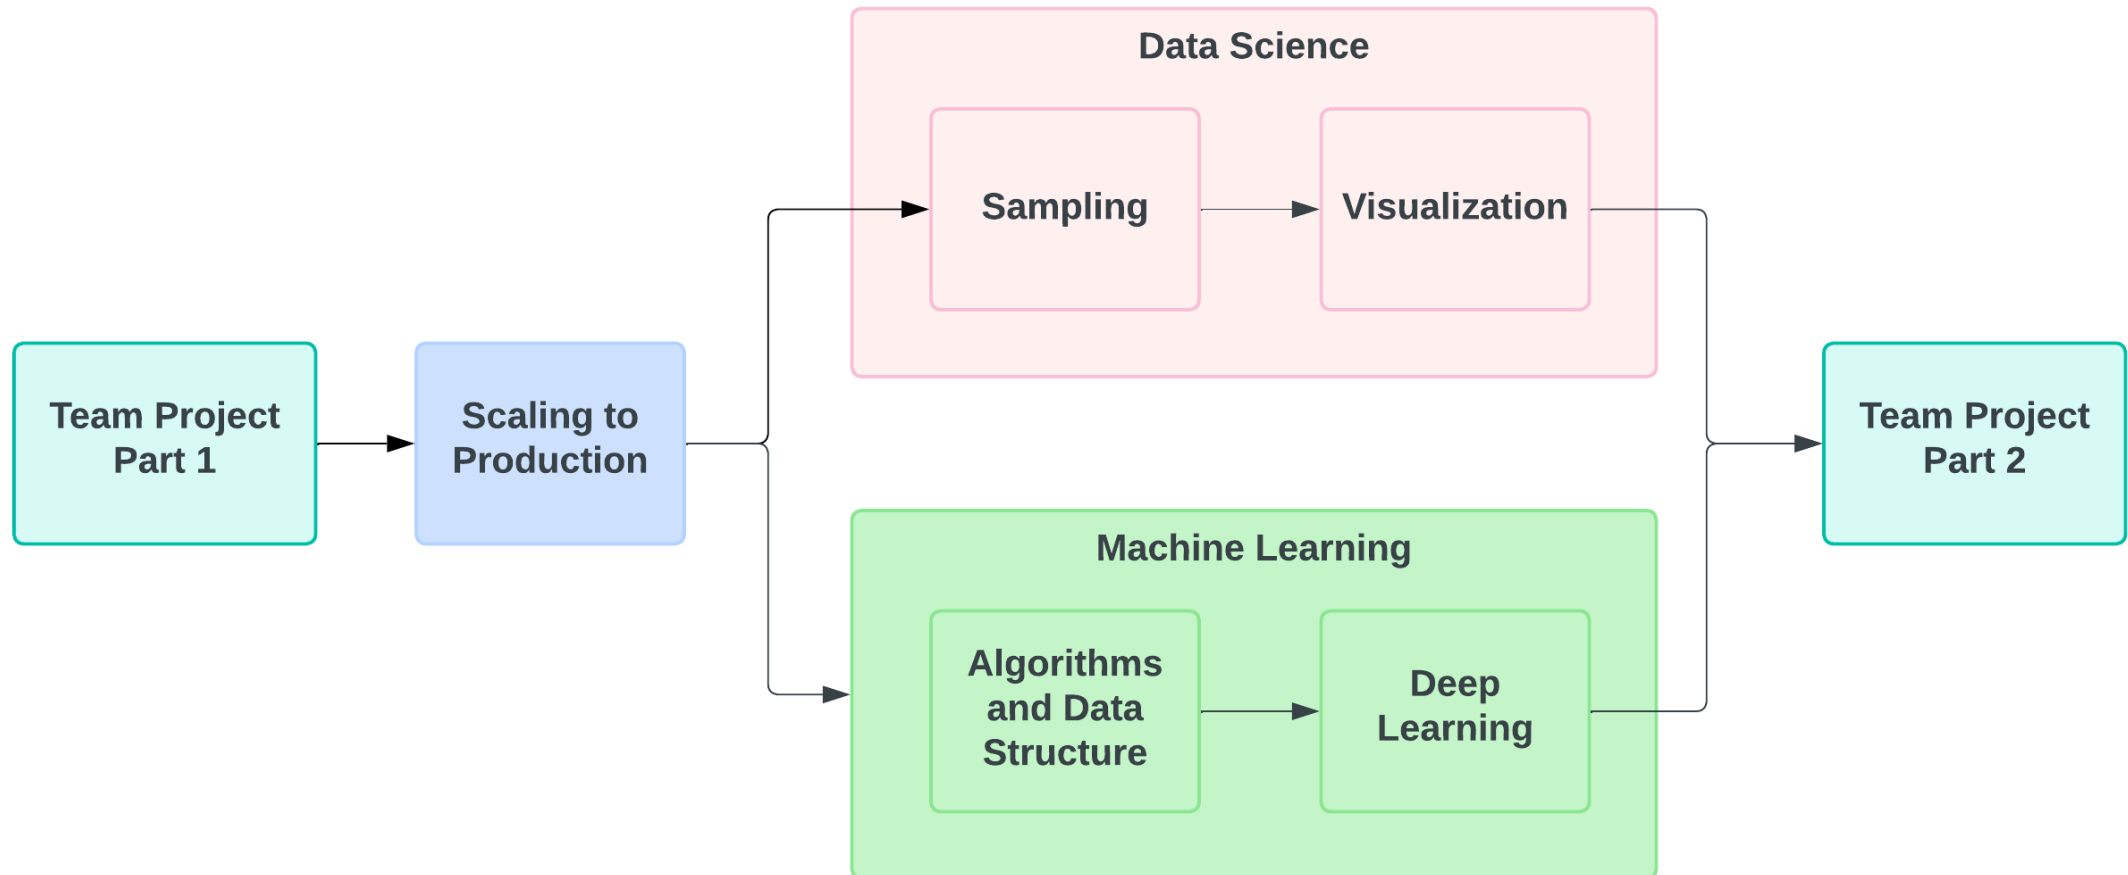 Data Science
Sampling
Visualization
Team Project
Part 1
Scaling to
Production
Machine Learning
Algorithms
and Data
Structure
Deep
Learning
Team Project
Part 2